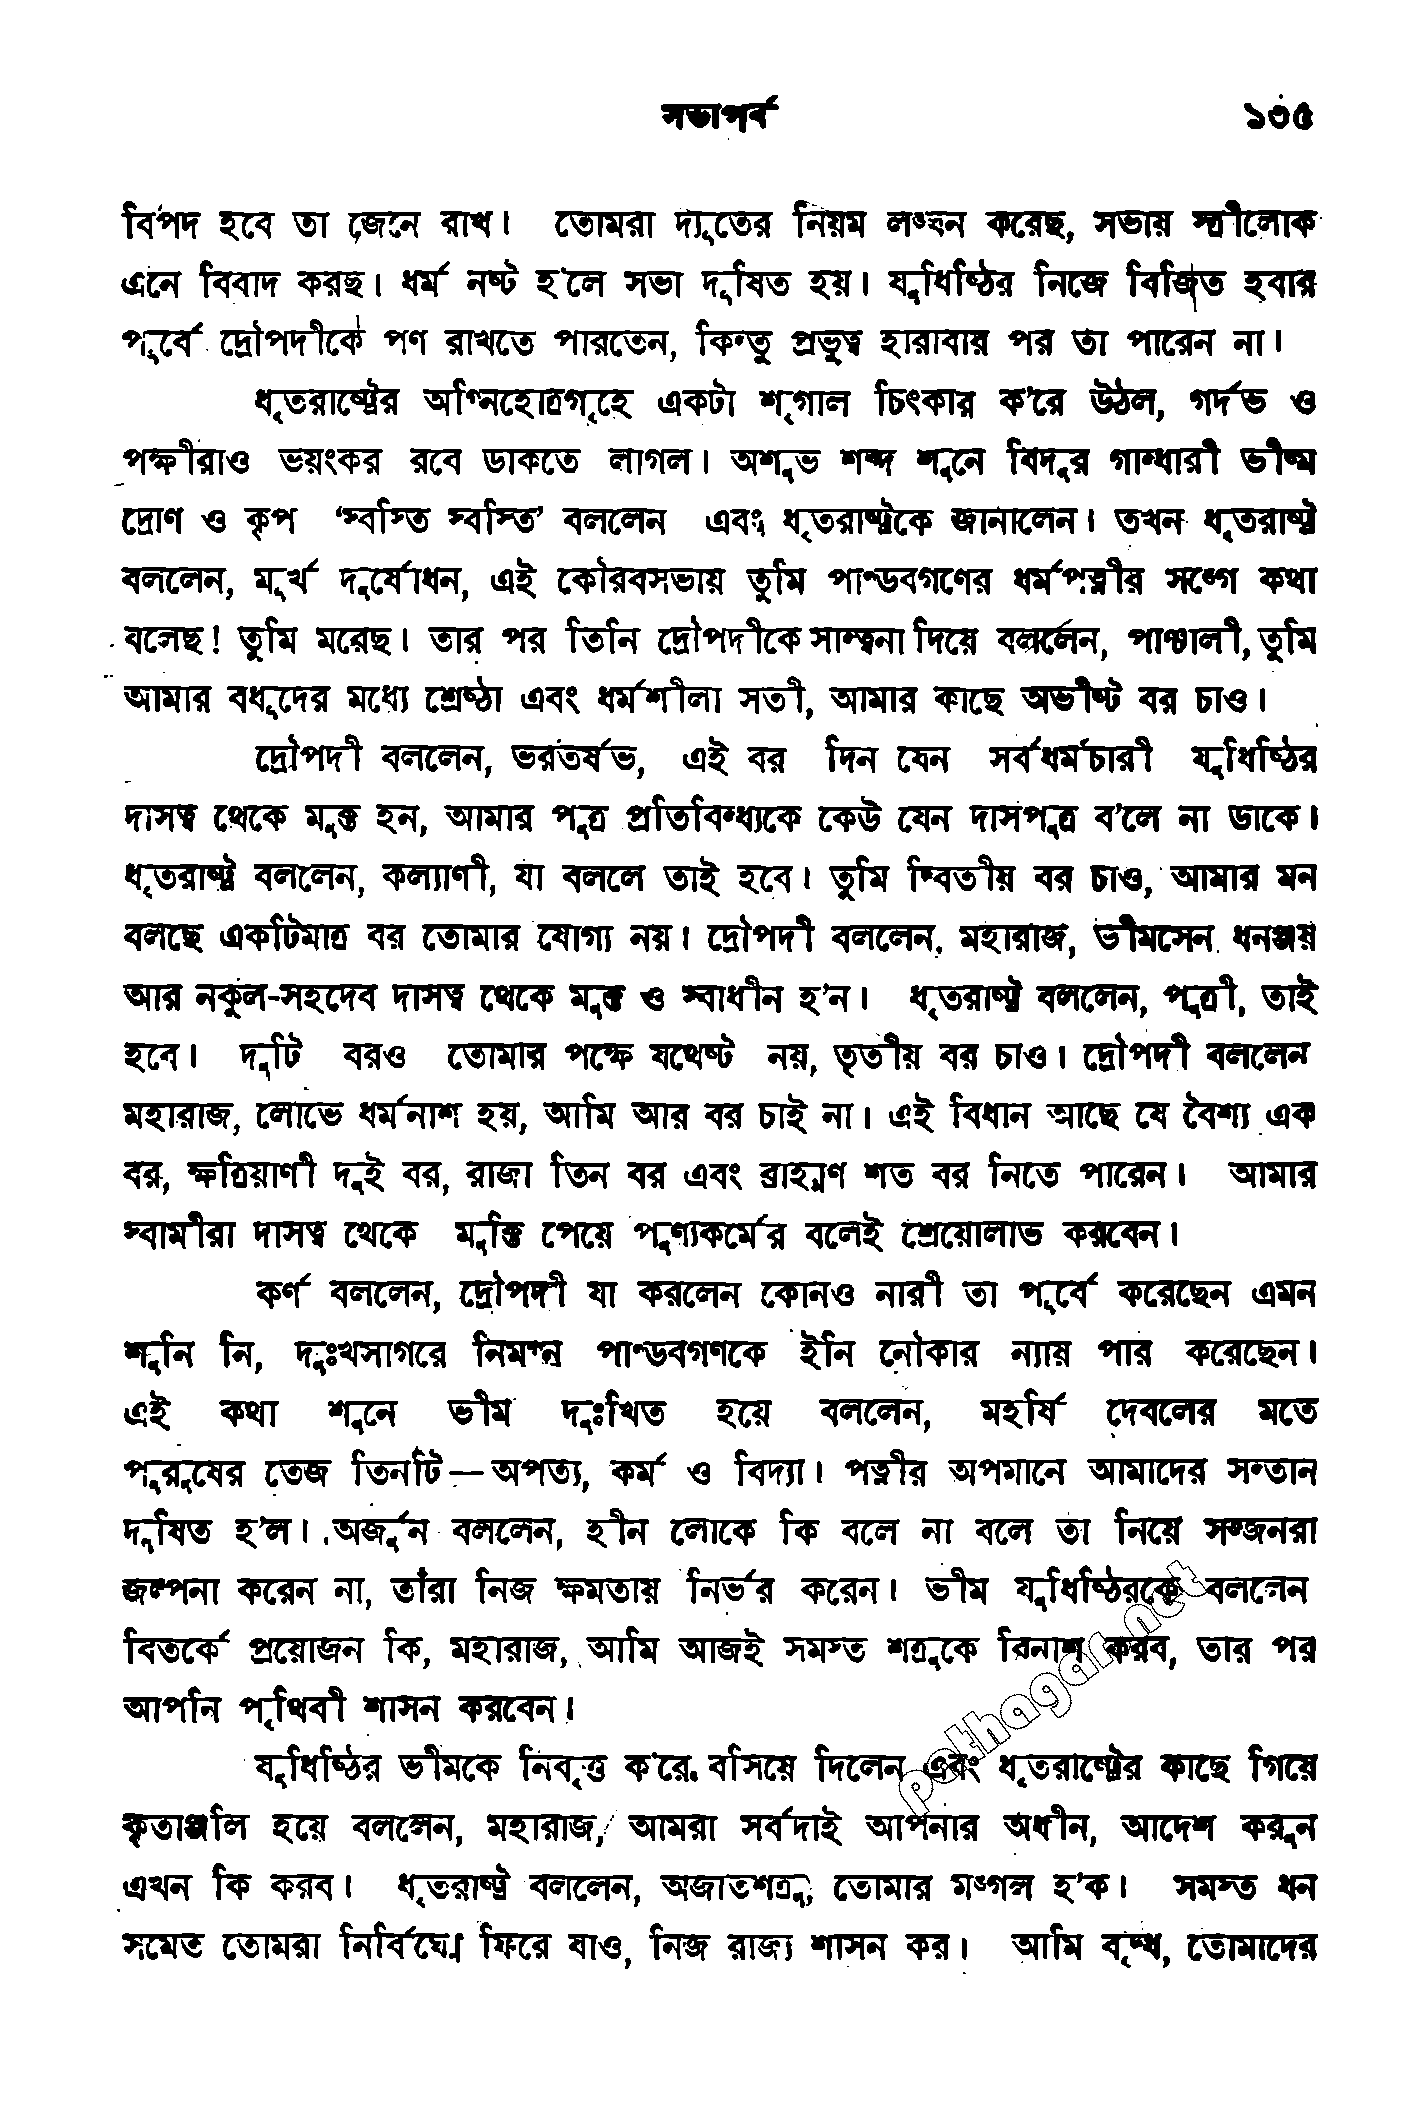 সভাপর্ব ১৩৫
বিপদ হবে তা জেনে রাখ। তোমরা দ্যূতের নিয়ম লঙ্ঘন করেছ, সভায় স্ত্রীলোক
এনে বিবাদ করছ। ধর্ম নষ্ট হ'লে সভা দূষিত হয়। যুধিষ্ঠির নিজে বিজিত হবার
পূর্বে দ্রৌপদীকে পণ রাখতে পারতেন, কিন্তু প্রভুত্ব হারাবার পর তা পারেন না।
ধৃতরাষ্ট্রের অগ্নিহোত্রগৃহে একটা শৃগাল চিৎকার ক'রে উঠল, গর্দভ ও
পক্ষীরাও ভয়ংকর রবে ডাকতে লাগল। অশুভ শব্দ শুনে বিদুর গান্ধারী ভীষ্ম
দ্রোণ ও কৃপ ‘স্বস্তি স্বস্তি’ বললেন এবং ধৃতরাষ্ট্রকে জানালেন। তখন ধৃতরাষ্ট্র
বললেন, মূর্খ দুর্যোধন, এই কৌরবসভায় তুমি পাণ্ডবগণের ধর্মপত্নীর সঙ্গে কথা
বলেছ! তুমি মরেছ। তার পর তিনি দ্রৌপদীকে সান্ত্বনা দিয়ে বললেন, পাঞ্চালী, তুমি
আমার বধূদের মধ্যে শ্রেষ্ঠা এবং ধর্মশীলা সতী, আমার কাছে অভীষ্ট বর চাও।
দ্রৌপদী বললেন, ভরতর্ষভ, এই বর দিন যেন সর্বধর্মচারী যুধিষ্ঠির
দাসত্ব থেকে মুক্ত হন, আমার পুত্র প্রতিবিন্ধ্যকে কেউ যেন দাসপুত্র ব'লে না ডাকে।
ধৃতরাষ্ট্র বললেন, কল্যাণী, যা বললে তাই হবে। তুমি দ্বিতীয় বর চাও, আমার মন
বলছে একটিমাত্র বর তোমার যোগ্য নয়। দ্রৌপদী বললেন, মহারাজ, ভীমসেন ধনঞ্জয়
আর নকুল-সহদেব দাসত্ব থেকে মুক্ত ও স্বাধীন হ'ন। ধৃতরাষ্ট্র বললেন, পুত্রী, তাই
হবে। দুটি বরও তোমার পক্ষে যথেষ্ট নয়, তৃতীয় বর চাও। দ্রৌপদী বললেন
মহারাজ, লোভে ধর্মনাশ হয়, আমি আর বর চাই না। এই বিধান আছে যে বৈশ্য এক
বর, ক্ষত্রিয়াণী দুই বর, রাজা তিন বর এবং ব্রাহ্মণ শত বর নিতে পারেন। আমার
স্বামীরা দাসত্ব থেকে মুক্তি পেয়ে পুণ্যকর্মের বলেই শ্রেয়োলাভ করবেন।
কর্ণ বললেন, দ্রৌপদী যা করলেন কোনও নারী তা পূর্বে করেছেন এমন
শুনি নি, দুঃখসাগরে নিমগ্ন পাণ্ডবগণকে ইনি নৌকার ন্যায় পার করেছেন।
এই কথা শুনে ভীম দুঃখিত হয়ে বললেন, মহর্ষি দেবলের মতে
পুরুষের তেজ তিনটি—অপত্য, কর্ম ও বিদ্যা। পত্নীর অপমানে আমাদের সন্তান
দূষিত হ'ল। অর্জুন বললেন, হীন লোকে কি বলে না বলে তা নিয়ে সজ্জনরা
জল্পনা করেন না, তাঁরা নিজ ক্ষমতায় নির্ভর করেন। ভীম যুধিষ্ঠিরকে বললেন
বিতর্কে প্রয়োজন কি, মহারাজ, আমি আজই সমস্ত শত্রুকে বিনাশ করব, তার পর
আপনি পৃথিবী শাসন করবেন।
যুধিষ্ঠির ভীমকে নিবৃত্ত ক'রে বসিয়ে দিলেন এবং ধৃতরাষ্ট্রের কাছে গিয়ে
কৃতাঞ্জলি হয়ে বললেন, মহারাজ, আমরা সর্বদাই আপনার অধীন, আদেশ করুন
এখন কি করব। ধৃতরাষ্ট্র বললেন, অজাতশত্রু, তোমার মঙ্গল হ'ক। সমস্ত ধন
সমেত তোমরা নির্বিঘ্নে ফিরে যাও, নিজ রাজ্য শাসন কর। আমি বৃদ্ধ, তোমাদের
pathagar.net